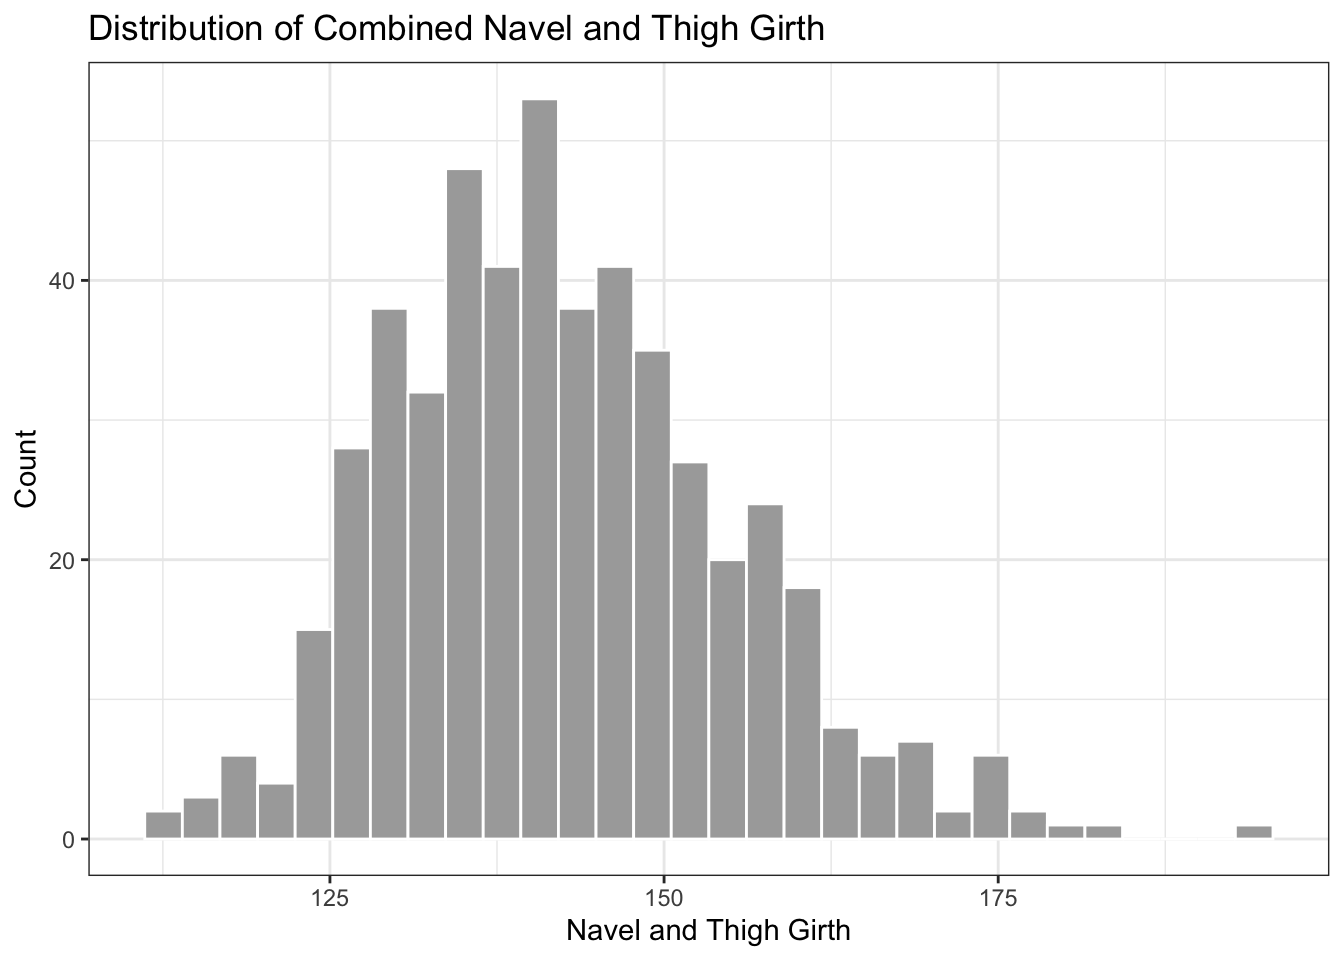 Distribution of Combined Navel and Thigh Girth
Count
40
20
0
125 150 175
Navel and Thigh Girth